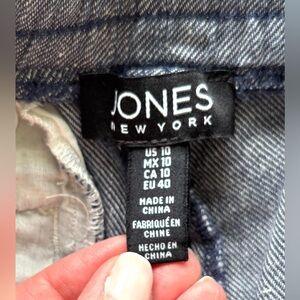 JONES
NEW YORK
US 10
MX 10
CA 10
EU 40
MADE IN
CHINA
FABRIQUÉ EN
CHINE
HECHO EN
CHINA